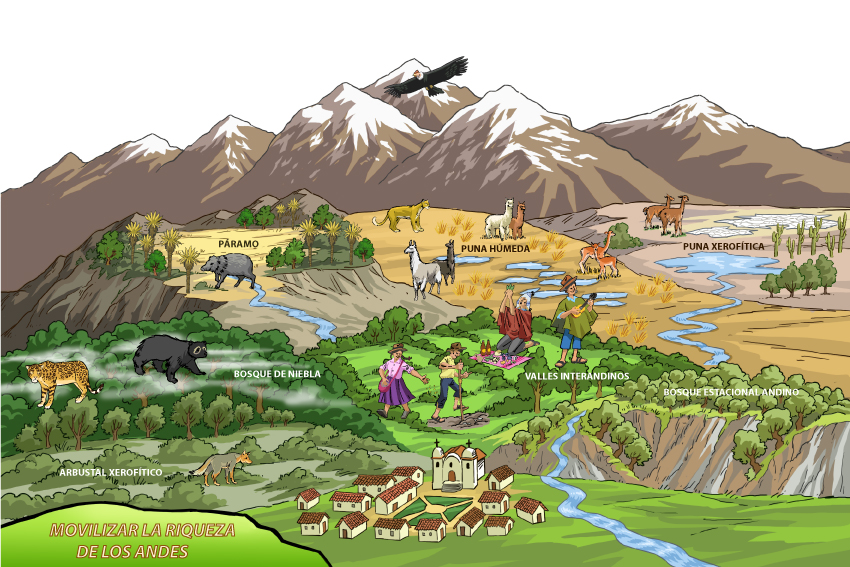 PÁRAMO
PUNA HÚMEDA
PUNA XEROFÍTICA
BOSQUE DE NIEBLA
VALLES INTERANDINOS
BOSQUE ESTACIONAL ANDINO
ARBUSTAL XEROFÍTICO
MOVILIZAR LA RIQUEZA
DE LOS ANDES